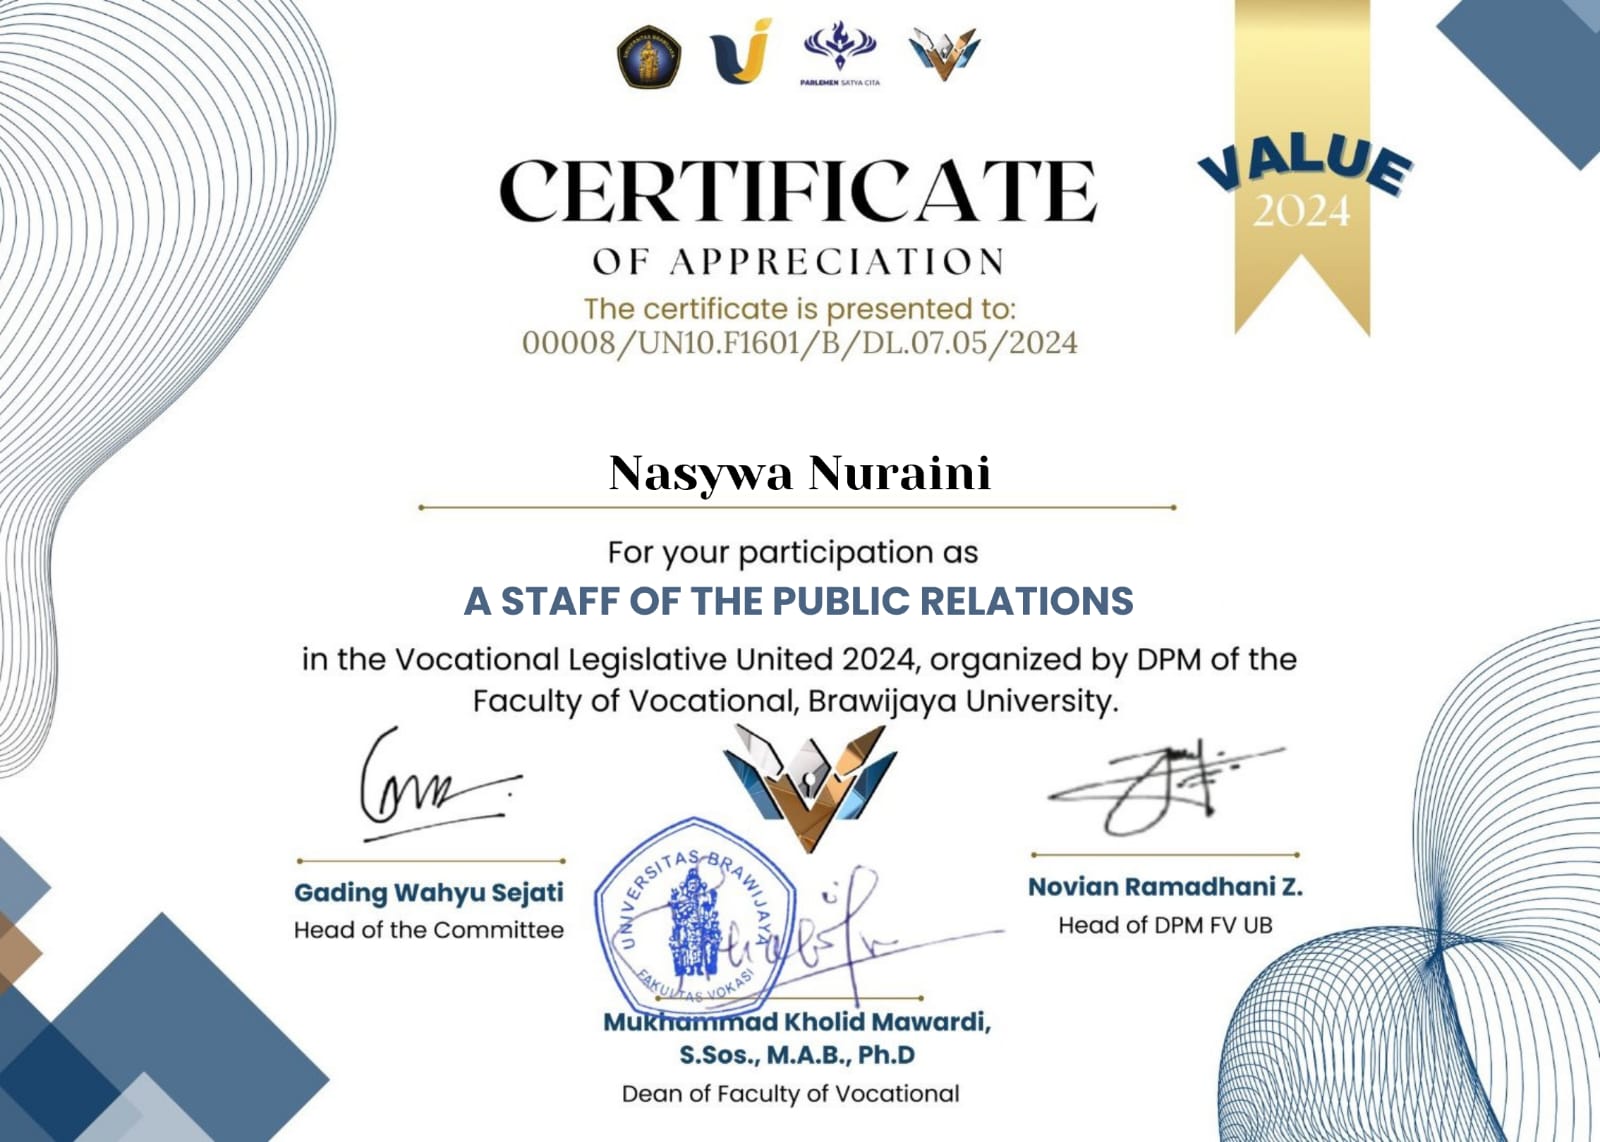 UNIVERSITAS BRAWIJAYA
PARLEMEN SATYA CITA
VALUE
2024
CERTIFICATE
OF APPRECIATION
The certificate is presented to:
00008/UN10.F1601/B/DL.07.05/2024
Nasywa Nuraini
For your participation as
A STAFF OF THE PUBLIC RELATIONS
in the Vocational Legislative United 2024, organized by DPM of the
Faculty of Vocational, Brawijaya University.
Gading Wahyu Sejati
Head of the Committee
Novian Ramadhani Z.
Head of DPM FV UB
UNIVERSITAS BRAWIJAYA
FAKULTAS VOKASI
Mukhammad Kholid Mawardi,
S.Sos., M.A.B., Ph.D
Dean of Faculty of Vocational